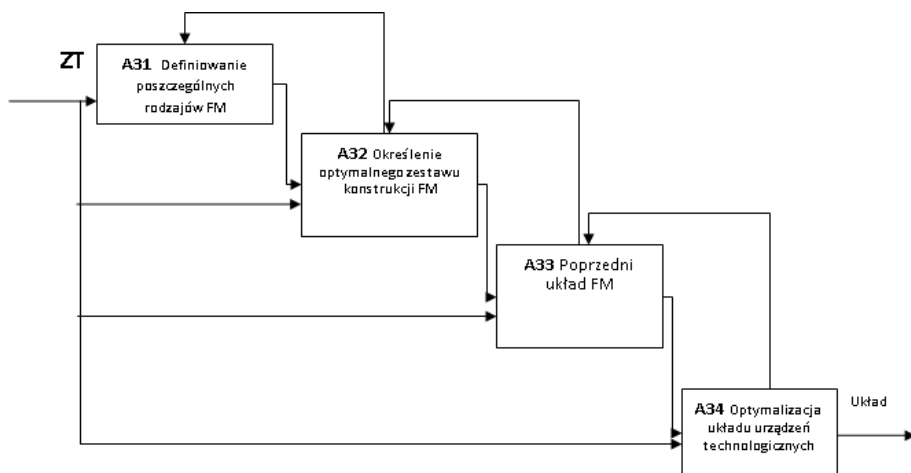 ZT
A31 Definiowanie
poszczególnych
rodzajów FM
A32 Określenie
optymalnego zestawu
konstrukcji FM
A33 Poprzedni
układ FM
A34 Optymalizacja
układu urządzeń
technologicznych
Układ